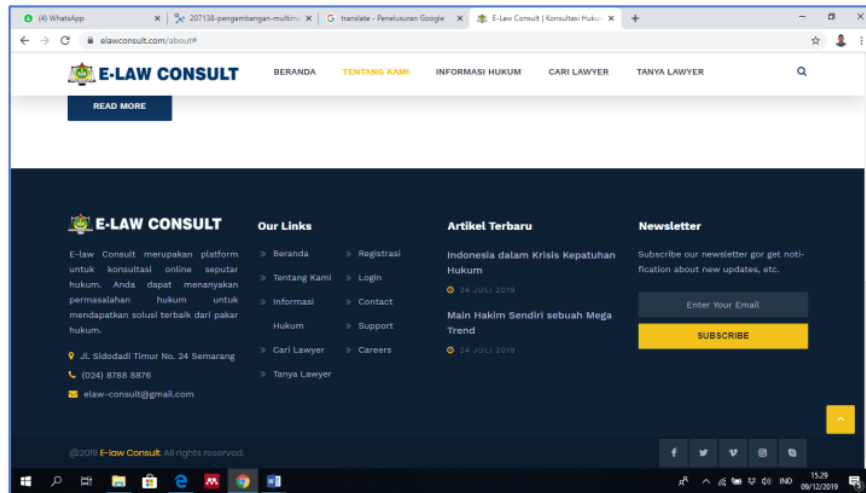 (4) WhatsApp
207138-pengembangan-multime
translate - Penelusuran Google
E-Law Consult | Konsultasi Hukum
elawconsult.com/about#
E-LAW CONSULT
BERANDA
TENTANG KAMI
INFORMASI HUKUM
CARI LAWYER
TANYA LAWYER
READ MORE
E-LAW CONSULT
E-law Consult merupakan platform
untuk konsultasi online seputar
hukum. Anda dapat menanyakan
permasalahan hukum untuk
mendapatkan solusi terbaik dari pakar
hukum.
Jl. Sidodadi Timur No. 24 Semarang
(024) 8788 8876
elaw-consult@gmail.com
Our Links
Beranda
Tentang Kami
Informasi
Hukum
Cari Lawyer
Tanya Lawyer
Registrasi
Login
Contact
Support
Careers
Artikel Terbaru
Indonesia dalam Krisis Kepatuhan
Hukum
24 JULI 2019
Main Hakim Sendiri sebuah Mega
Trend
24 JULI 2019
Newsletter
Subscribe our newsletter gor get noti-
fication about new updates, etc.
Enter Your Email
SUBSCRIBE
@2019 E-law Consult. All rights reserved.
IND
15.29
09/12/2019